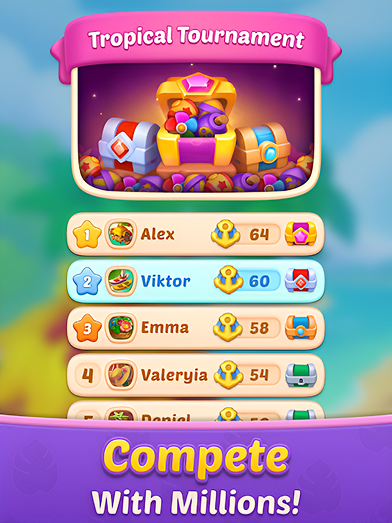 Tropical Tournament
1 Alex 64
2 Viktor 60
3 Emma 58
4 Valeryia 54
Compete
With Millions!